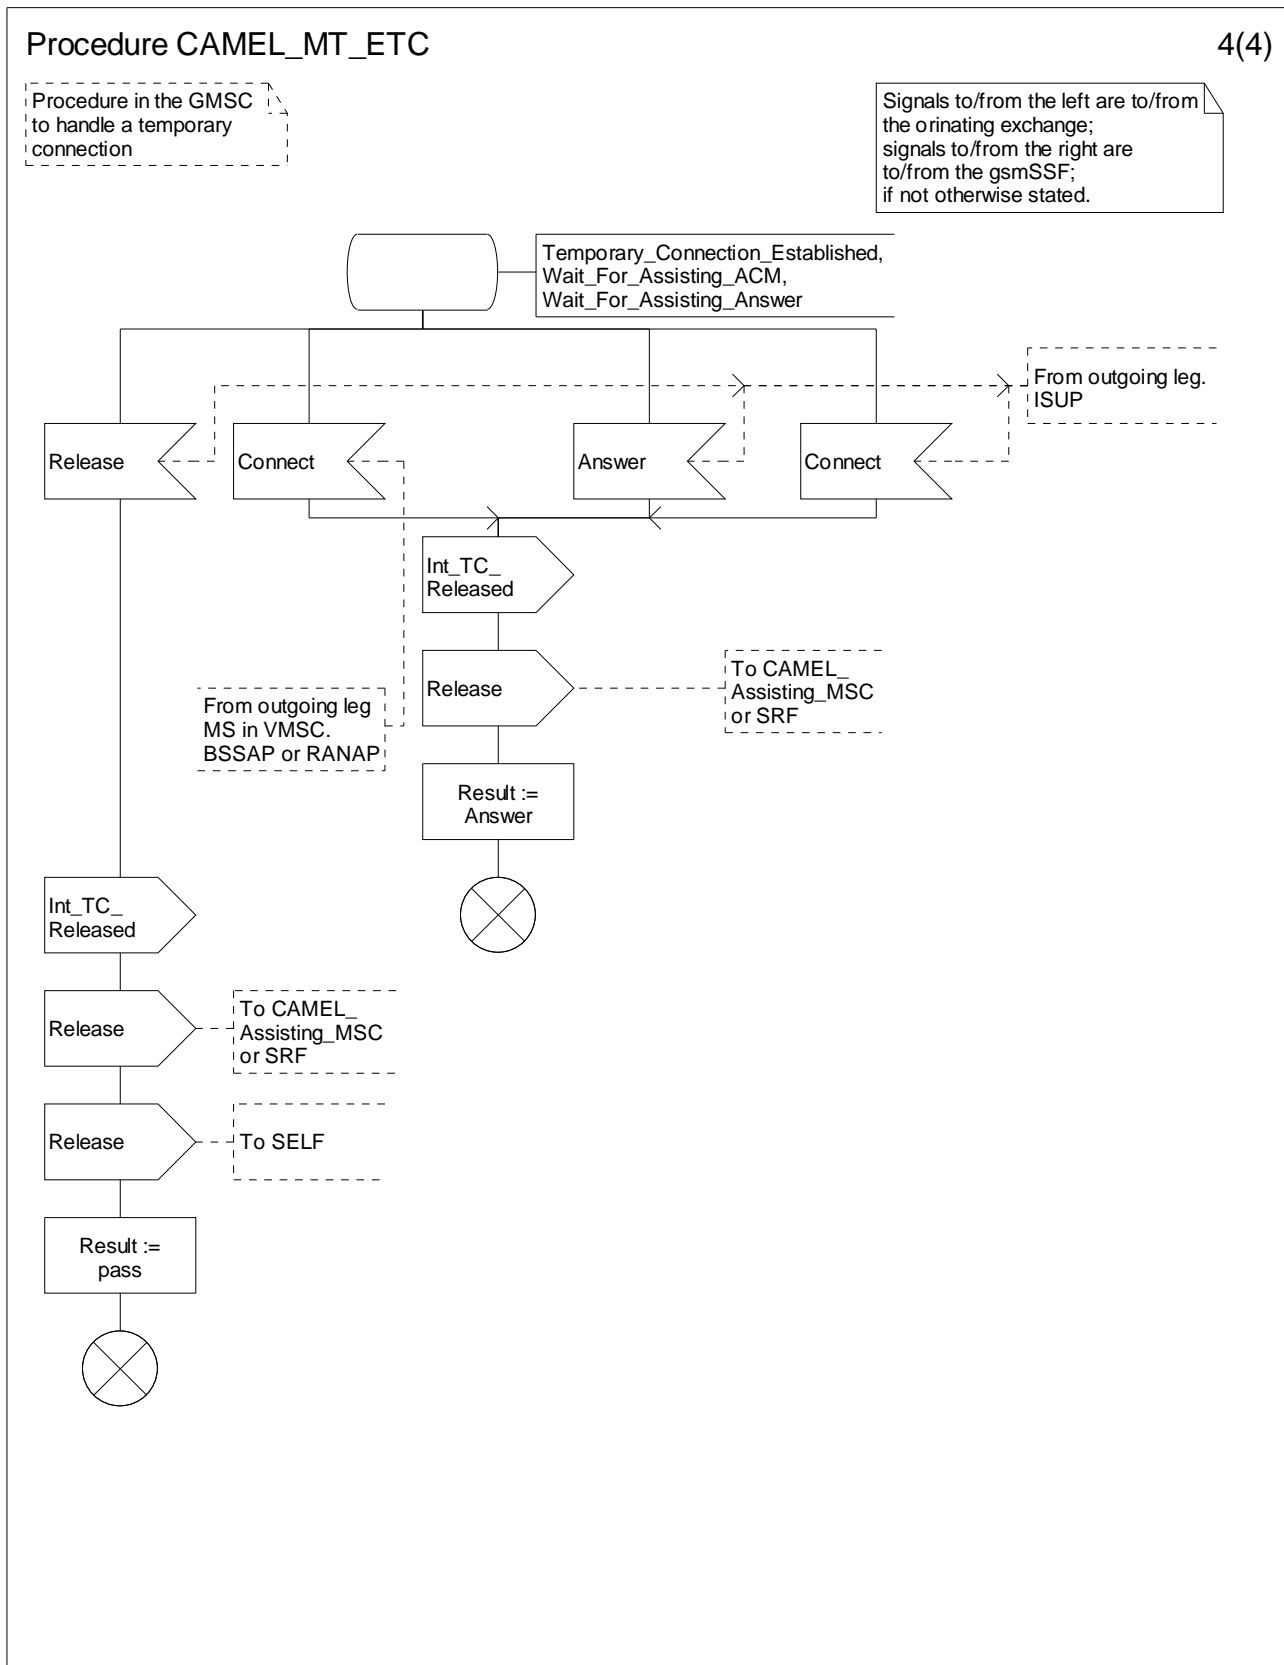 Procedure CAMEL_MT_ETC
4(4)
Procedure in the GMSC
to handle a temporary
connection
Signals to/from the left are to/from
the orinating exchange;
signals to/from the right are
to/from the gsmSSF;
if not otherwise stated.
Temporary_Connection_Established,
Wait_For_Assisting_ACM,
Wait_For_Assisting_Answer
From outgoing leg.
ISUP
Release
Connect
Answer
Connect
Int_TC_
Released
Release
To CAMEL_
Assisting_MSC
or SRF
From outgoing leg
MS in VMSC.
BSSAP or RANAP
Result :=
Answer
Int_TC_
Released
Release
To CAMEL_
Assisting_MSC
or SRF
Release
To SELF
Result :=
pass